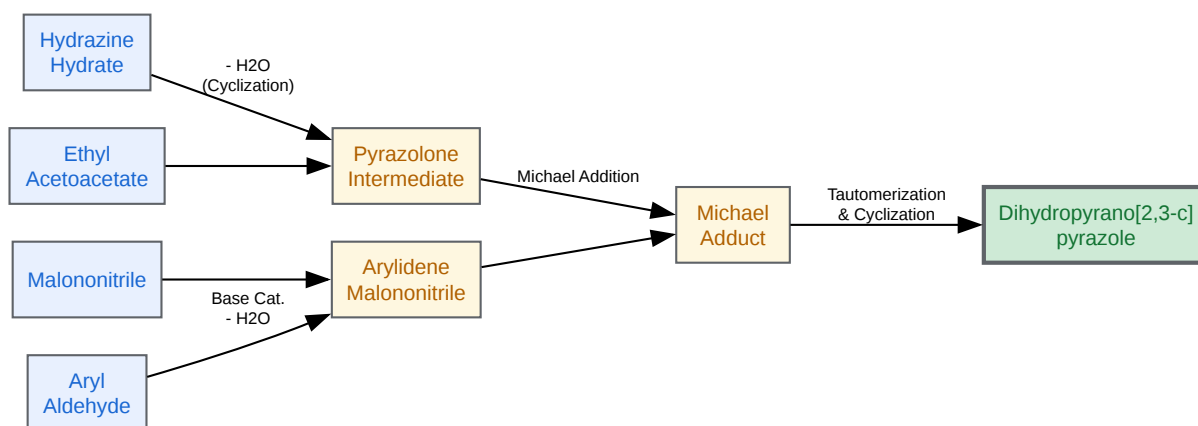 Hydrazine
Hydrate
- H2O
(Cyclization)
Ethyl
Acetoacetate
Pyrazolone
Intermediate
Michael Addition
Malononitrile
Base Cat.
- H2O
Arylidene
Malononitrile
Aryl
Aldehyde
Michael
Adduct
Tautomerization
& Cyclization
Dihydropyrano[2,3-c]
pyrazole